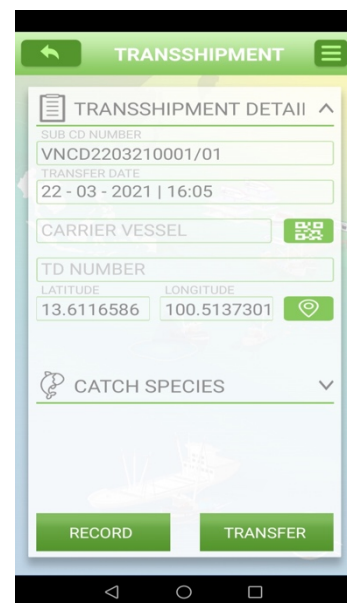 TRANSSHIPMENT
TRANSSHIPMENT DETAIl
SUB CD NUMBER
VNCD2203210001/01
TRANSFER DATE
22 - 03 - 2021 | 16:05
CARRIER VESSEL
TD NUMBER
LATITUDE LONGITUDE
13.6116586 100.5137301
CATCH SPECIES
RECORD TRANSFER